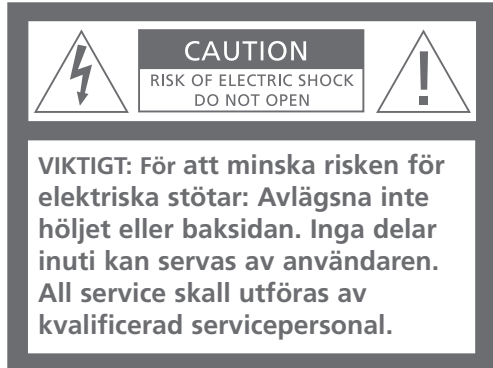 CAUTION
RISK OF ELECTRIC SHOCK
DO NOT OPEN
VIKTIGT: För att minska risken för
elektriska stötar: Avlägsna inte
höljet eller baksidan. Inga delar
inuti kan servas av användaren.
All service skall utföras av
kvalificerad servicepersonal.